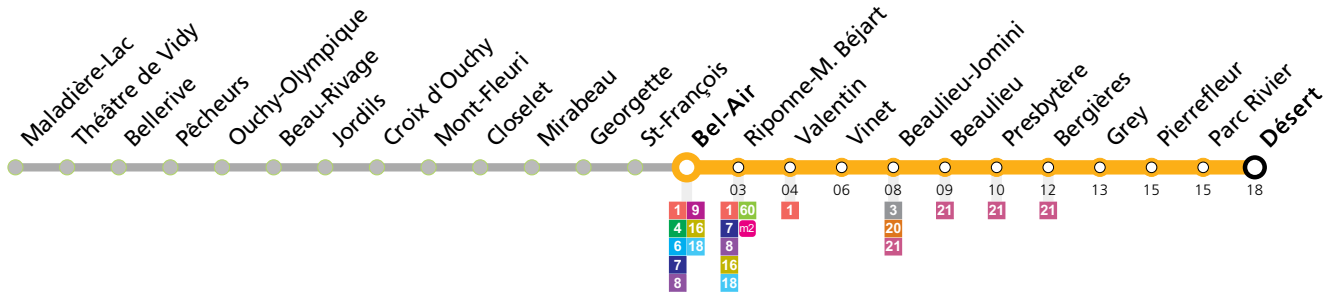 Maladière-Lac
Théâtre de Vidy
Bellerive
Pêcheurs
Ouchy-Olympique
Beau-Rivage
Jordils
Croix d'Ouchy
Mont-Fleuri
Closelet
Mirabeau
Georgette
St-François
Bel-Air
Riponne-M. Béjart
Valentin
Vinet
Beaulieu-Jomini
Beaulieu
Presbytère
Bergières
Grey
Pierrefleur
Parc Rivier
Désert
03 04 06 08 09 10 12 13 15 15 18
1 9 1 60 1 3 21 21 21
4 16 7 m2 20
6 18 8 21
7 16
8 18